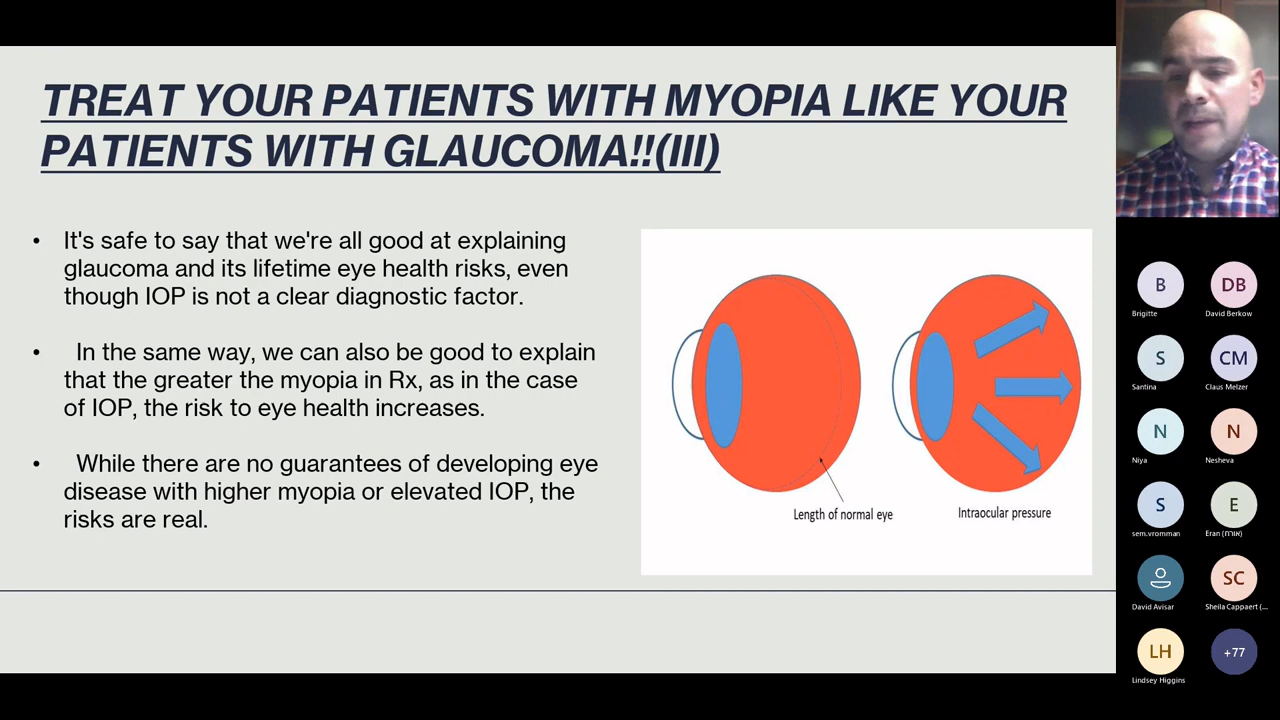 TREAT YOUR PATIENTS WITH MYOPIA LIKE YOUR
PATIENTS WITH GLAUCOMA!!(III)
• It's safe to say that we're all good at explaining
glaucoma and its lifetime eye health risks, even
though IOP is not a clear diagnostic factor.
• In the same way, we can also be good to explain
that the greater the myopia in Rx, as in the case
of IOP, the risk to eye health increases.
• While there are no guarantees of developing eye
disease with higher myopia or elevated IOP, the
risks are real.
Length of normal eye
Intraocular pressure
B
Brigitte
DB
David Berkow
S
Santina
CM
Claus Melzer
N
Niya
N
Nesheva
S
sem.vromman
E
Eran (אורח)
David Avisar
SC
Sheila Cappaert (...
LH
Lindsey Higgins
+77